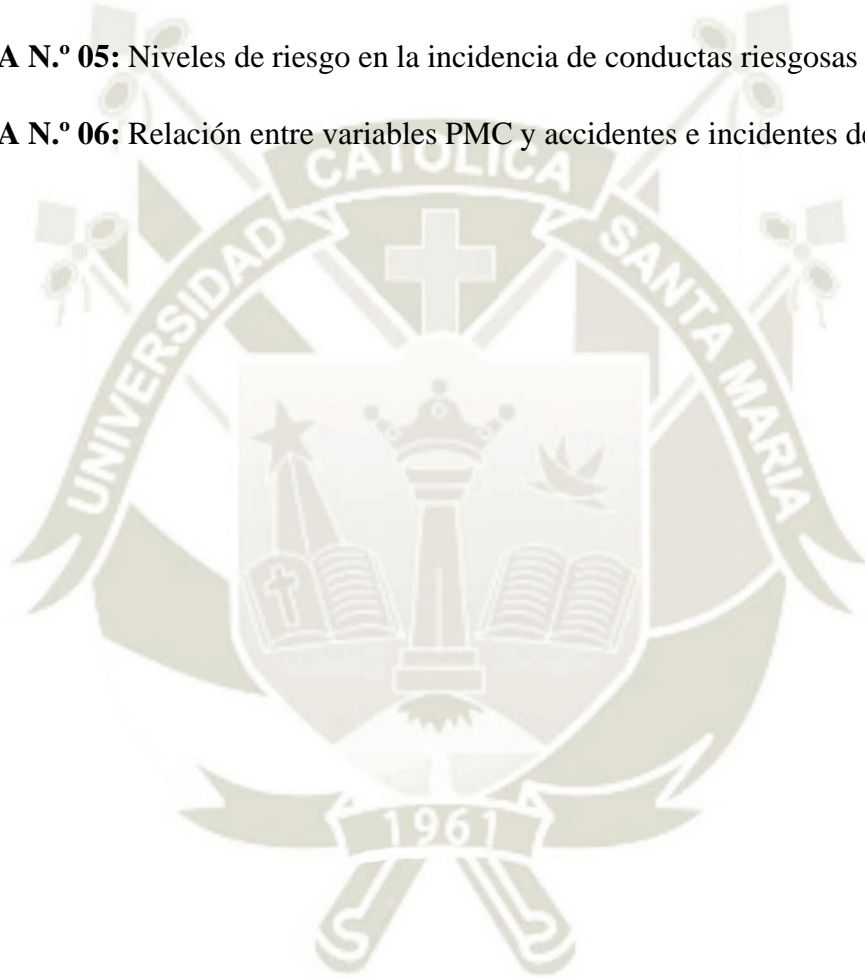 A N.º 05: Niveles de riesgo en la incidencia de conductas riesgosas
A N.º 06: Relación entre variables PMC y accidentes e incidentes de
CATOLICA
UNIVERSIDAD
SANTA MARIA
1961